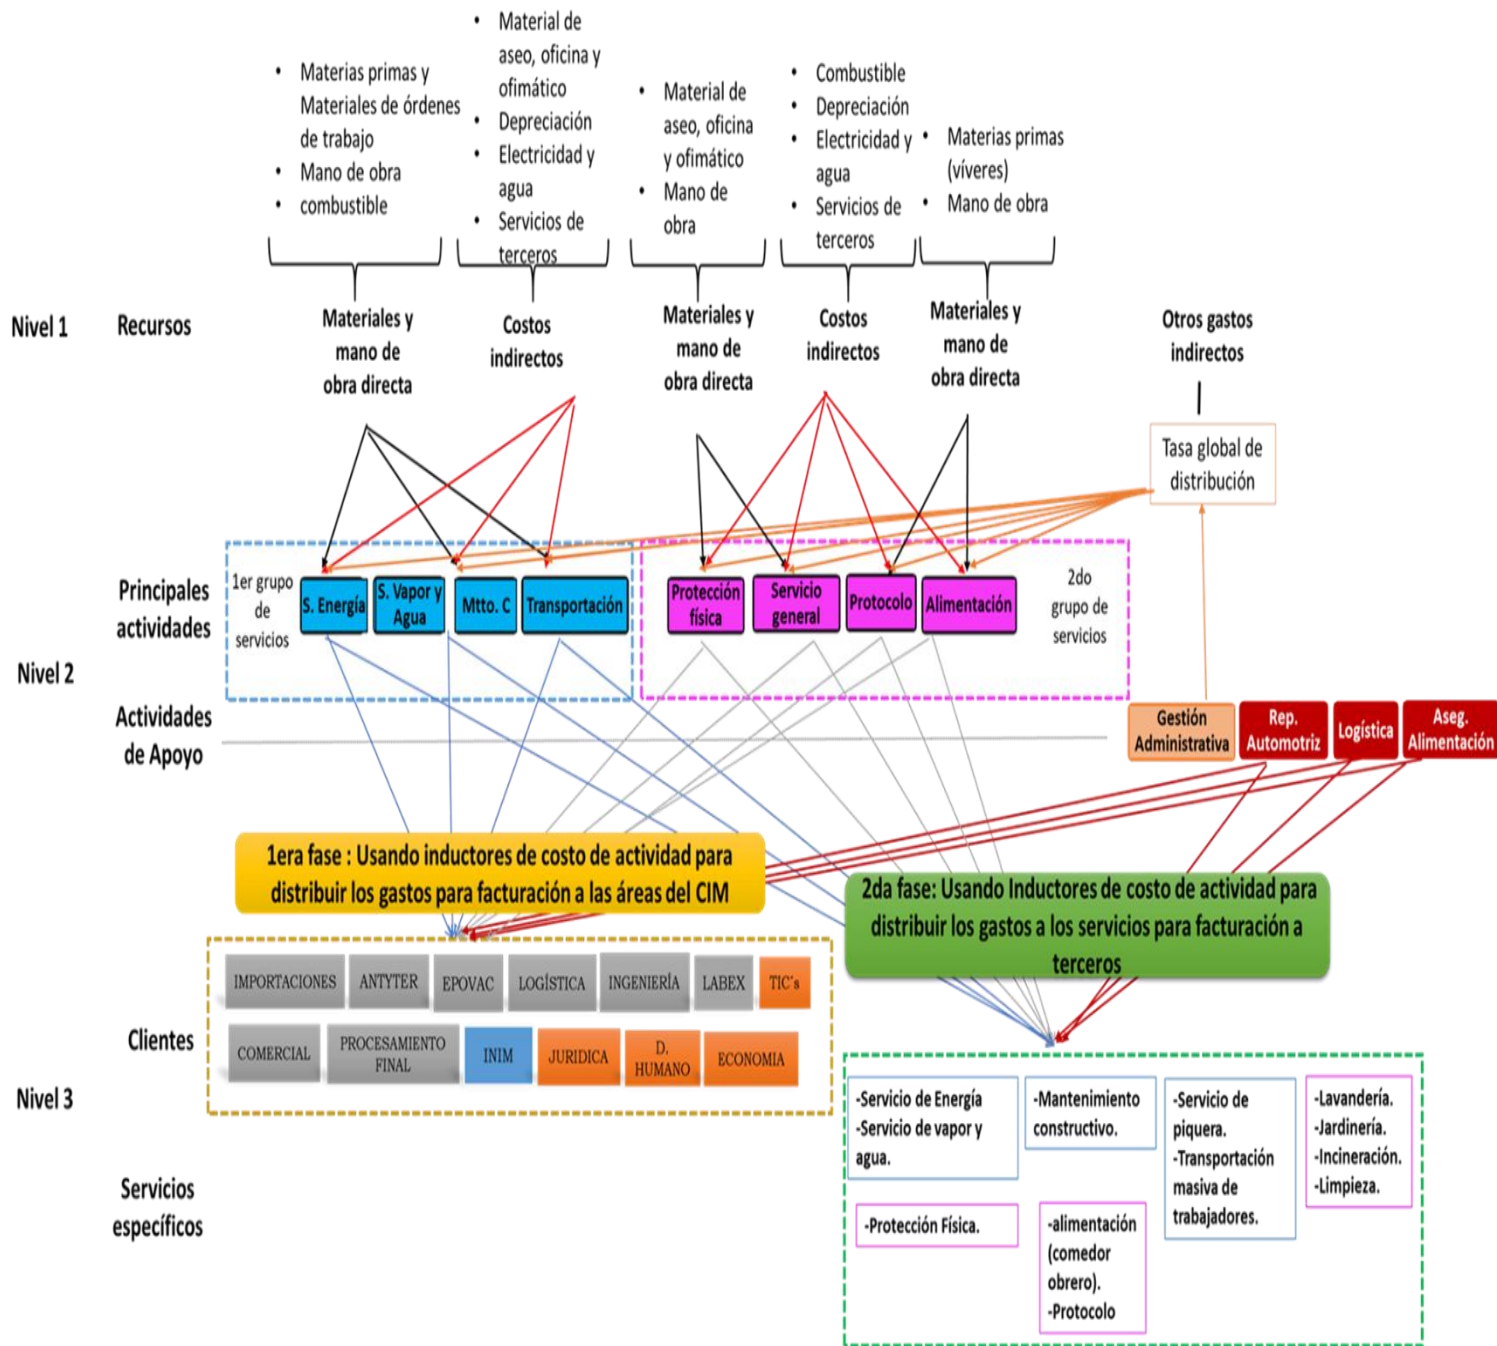 • Materias primas y
Materiales de órdenes
de trabajo
• Mano de obra
• combustible
• Material de
aseo, oficina y
ofimático
• Depreciación
• Electricidad y
agua
• Servicios de
terceros
• Material de
aseo, oficina
y ofimático
• Mano de
obra
• Combustible
• Depreciación
• Electricidad y
agua
• Servicios de
terceros
• Materias primas
(víveres)
• Mano de obra
Nivel 1
Recursos
Materiales y
mano de
obra directa
Costos
indirectos
Materiales y
mano de
obra directa
Costos
indirectos
Materiales y
mano de
obra directa
Otros gastos
indirectos
Tasa global de
distribución
Principales
actividades
1er grupo
de
servicios
S. Energía
S. Vapor y
Agua
Mtto. C
Transportación
Protección
física
Servicio
general
Protocolo
Alimentación
2do
grupo de
servicios
Nivel 2
Actividades
de Apoyo
Gestión
Administrativa
Rep.
Automotriz
Logística
Aseg.
Alimentación
1era fase : Usando inductores de costo de actividad para
distribuir los gastos para facturación a las áreas del CIM
2da fase: Usando Inductores de costo de actividad para
distribuir los gastos a los servicios para facturación a
terceros
Clientes
IMPORTACIONES
ANTYTER
EPOVAC
LOGÍSTICA
INGENIERÍA
LABEX
TIC´s
COMERCIAL
PROCESAMIENTO
FINAL
INIM
JURIDICA
D.
HUMANO
ECONOMIA
Nivel 3
Servicios
específicos
-Servicio de Energía
-Servicio de vapor y
agua.
-Mantenimiento
constructivo.
-Servicio de
piquera.
-Transportación
masiva de
trabajadores.
-Lavandería.
-Jardinería.
-Incineración.
-Limpieza.
-Protección Física.
-alimentación
(comedor
obrero).
-Protocolo